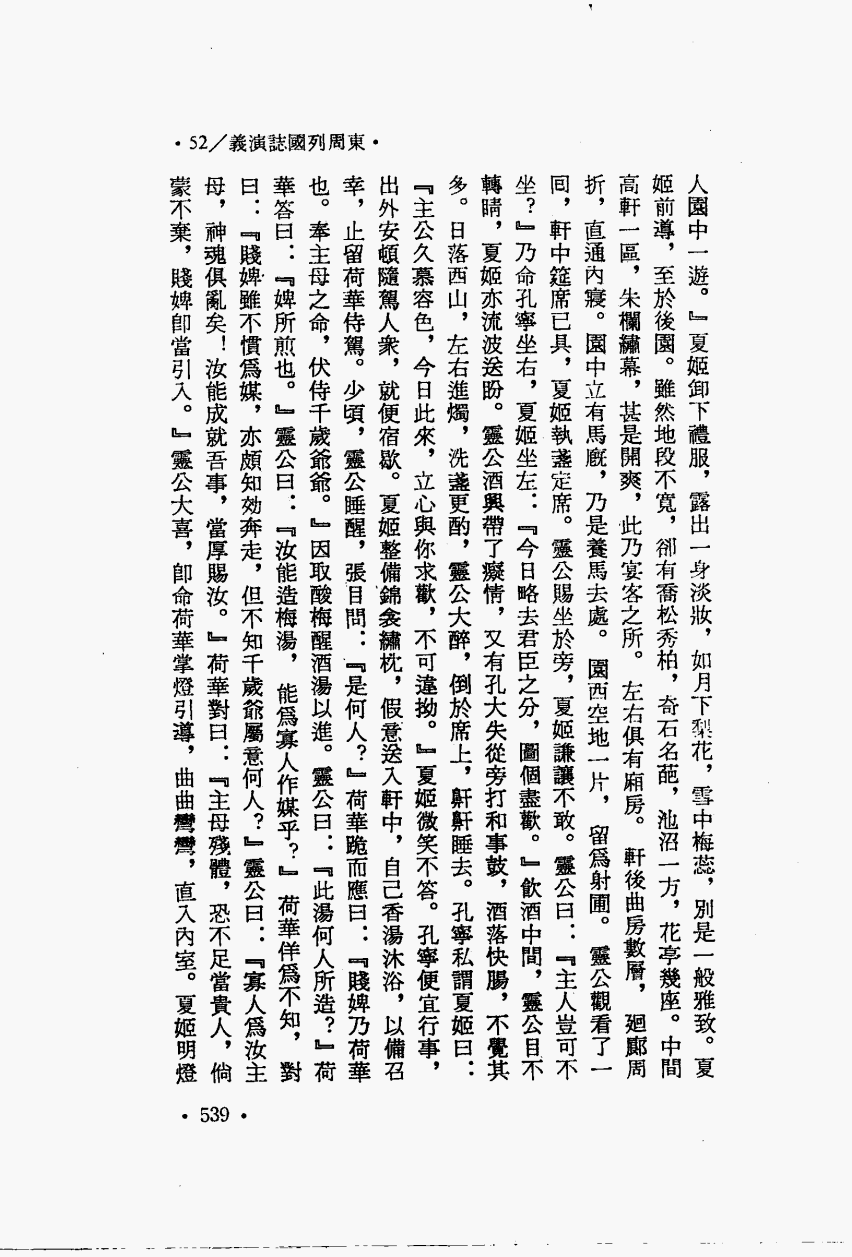 •52／義演誌國列周東•
人園中一遊。』夏姬卸下禮服，露出一身淡妝，如月下梨花，雪中梅蕊，別是一般雅致。夏
姬前導，至於後園。雖然地段不寬，卻有喬松秀柏，奇石名葩，池沼一方，花亭幾座。中間
高軒一區，朱欄繡幕，甚是開爽，此乃宴客之所。左右俱有廂房。軒後曲房數層，廻廊周
折，直通內寢。園中立有馬廄，乃是養馬去處。園西空地一片，留爲射圃。靈公觀看了一
回，軒中筵席已具，夏姬執盞定席。靈公賜坐於旁，夏姬謙讓不敢。靈公曰：『主人豈可不
坐？』乃命孔寧坐右，夏姬坐左：『今日略去君臣之分，圖個盡歡。』飲酒中間，靈公目不
轉睛，夏姬亦流波送盼。靈公酒興帶了癡情，又有孔大夫從旁打和事鼓，酒落快腸，不覺其
多。日落西山，左右進燭，洗盞更酌，靈公大醉，倒於席上，鼾鼾睡去。孔寧私謂夏姬曰：
『主公久慕容色，今日此來，立心與你求歡，不可違拗。』夏姬微笑不答。孔寧便宜行事，
出外安頓隨駕人衆，就便宿歇。夏姬整備錦衾繡枕，假意送入軒中，自己香湯沐浴，以備召
幸，止留荷華侍駕。少頃，靈公睡醒，張目問：『是何人？』荷華跪而應曰：『賤婢乃荷華
也。奉主母之命，伏侍千歲爺爺。』因取酸梅醒酒湯以進。靈公曰：『此湯何人所造？』荷
華答曰：『婢所煎也。』靈公曰：『汝能造梅湯，能爲寡人作媒乎？』荷華佯爲不知，對
曰：『賤婢雖不慣爲媒，亦頗知効奔走，但不知千歲爺屬意何人？』靈公曰：『寡人爲汝主
母，神魂俱亂矣！汝能成就吾事，當厚賜汝。』荷華對曰：『主母殘體，恐不足當貴人，倘
蒙不棄，賤婢卽當引入。』靈公大喜，卽命荷華掌燈引導，曲曲彎彎，直入內室。夏姬明燈
•539•